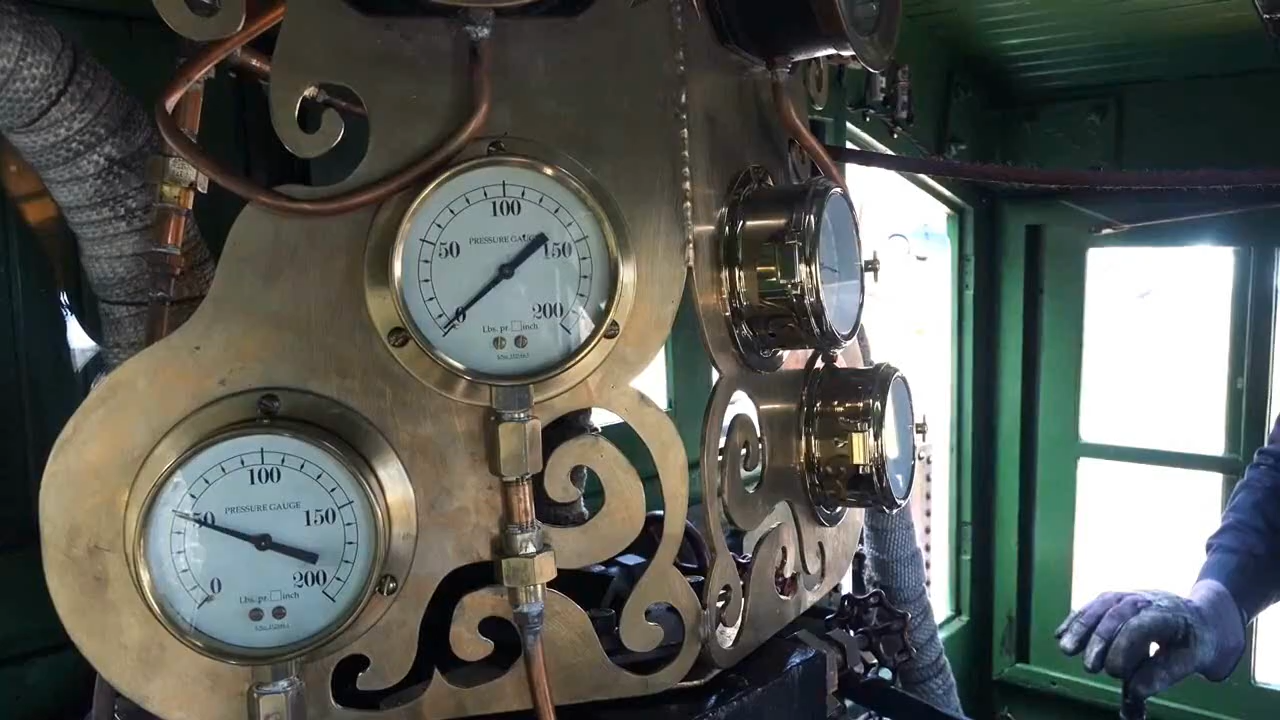 100
PRESSURE GAUGE
50 150
0 200
Lbs. pr. □inch
100
PRESSURE GAUGE
50 150
0 200
Lbs. pr. □inch